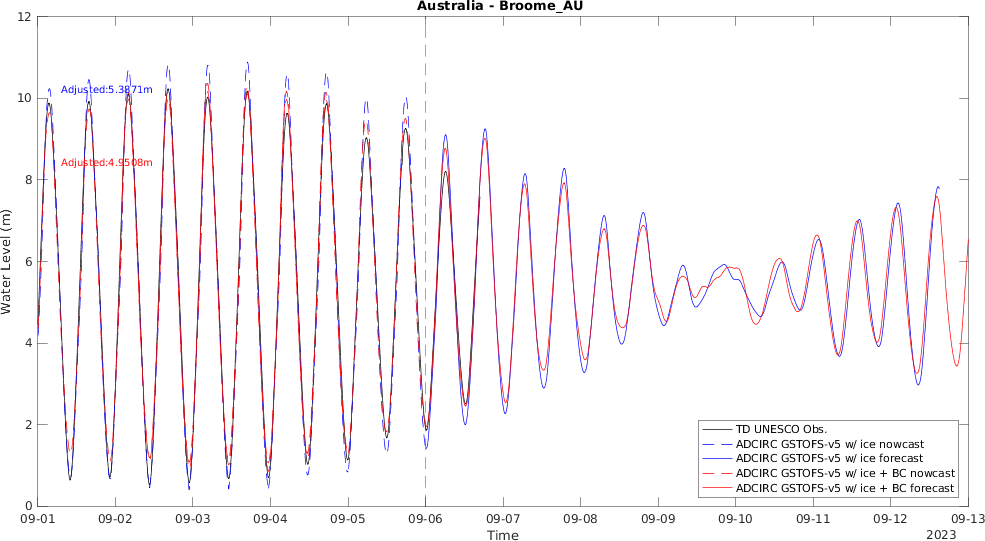 Australia - Broome_AU
12
10
8
6
4
2
0
Water Level (m)
Adjusted:5.3871m
Adjusted:4.9508m
TD UNESCO Obs.
ADCIRC GSTOFS-v5 w/ ice nowcast
ADCIRC GSTOFS-v5 w/ ice forecast
ADCIRC GSTOFS-v5 w/ ice + BC nowcast
ADCIRC GSTOFS-v5 w/ ice + BC forecast
09-01 09-02 09-03 09-04 09-05 09-06 09-07 09-08 09-09 09-10 09-11 09-12 09-13
Time
2023